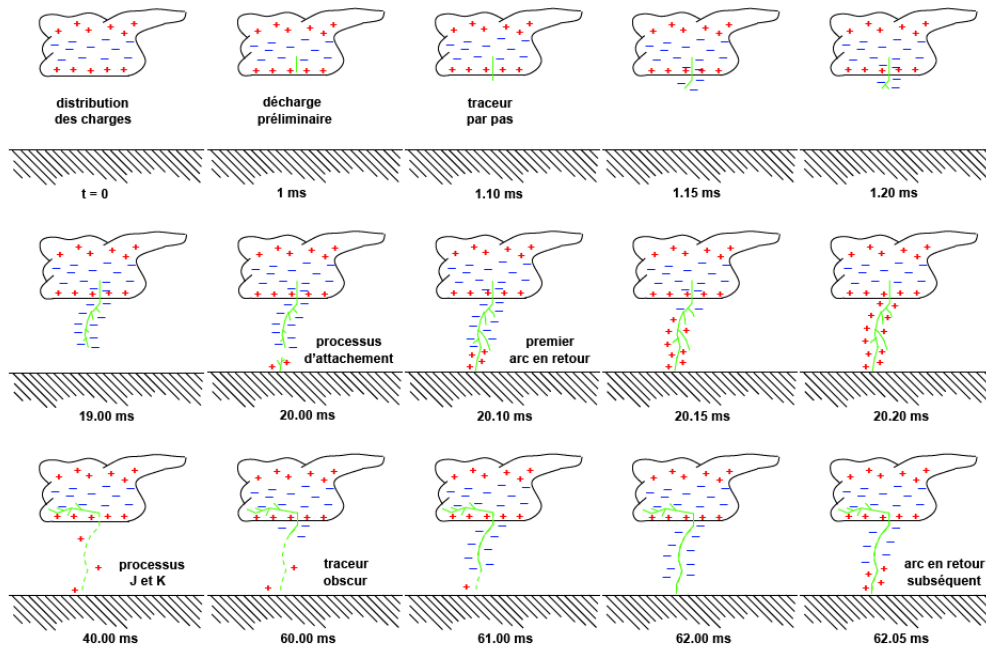 distribution
des charges
t = 0
décharge
préliminaire
1 ms
traceur
par pas
1.10 ms
1.15 ms
1.20 ms
19.00 ms
processus
d'attachement
20.00 ms
premier
arc en retour
20.10 ms
20.15 ms
20.20 ms
processus
J et K
40.00 ms
traceur
obscur
60.00 ms
61.00 ms
62.00 ms
arc en retour
subséquent
62.05 ms